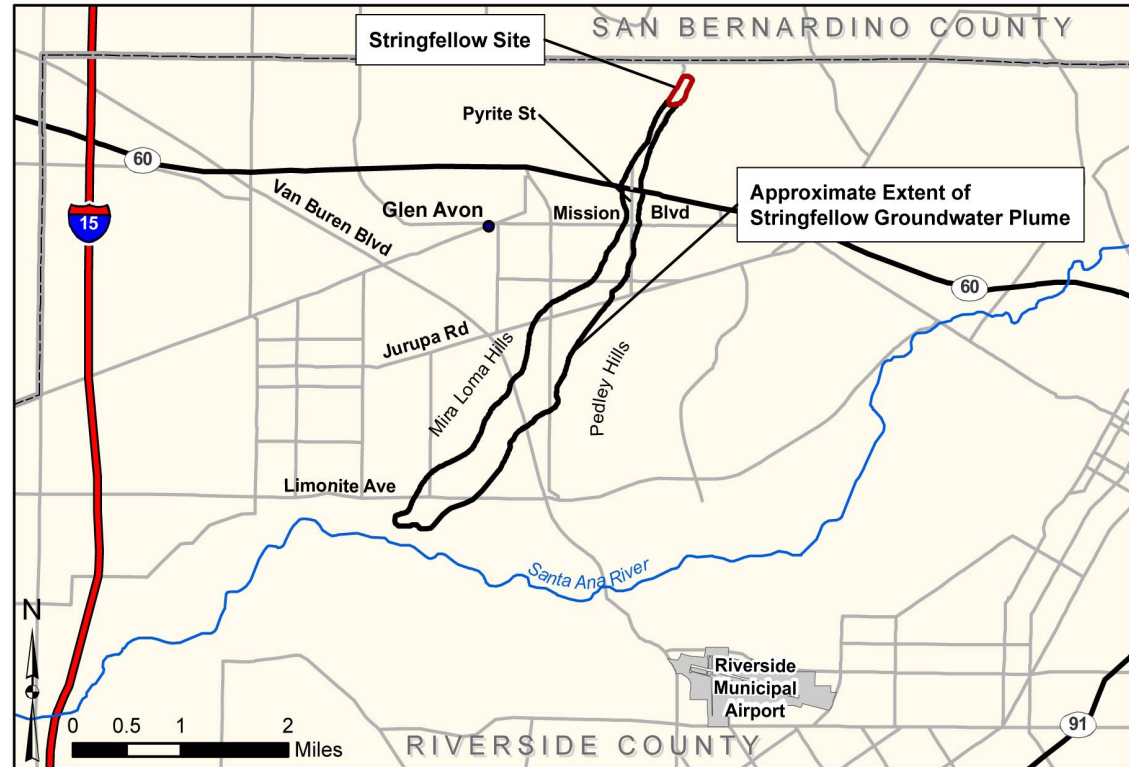 SAN BERNARDINO COUNTY
Stringfellow Site
Pyrite St
60
Van Buren Blvd
Approximate Extent of
Stringfellow Groundwater Plume
15
Glen Avon
Mission Blvd
60
Jurupa Rd
Mira Loma Hills
Pedley Hills
Limonite Ave
Santa Ana River
N
Riverside
Municipal
Airport
0 0.5 1 2
Miles
91
RIVERSIDE COUNTY